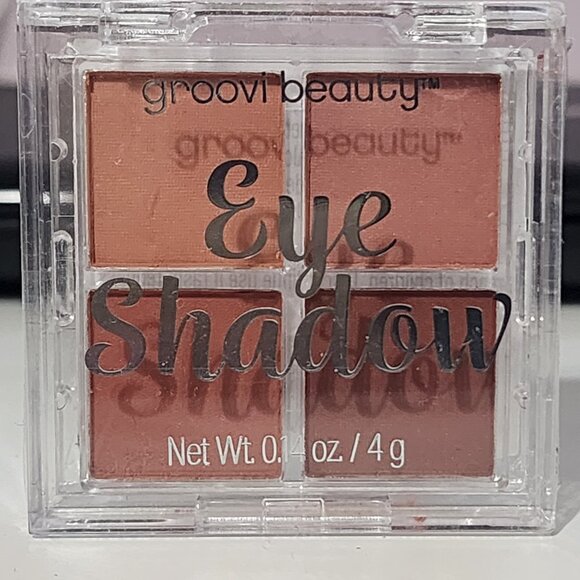 groovi beauty™
Eye
Shadow
Net Wt. 0.14 oz. / 4 g